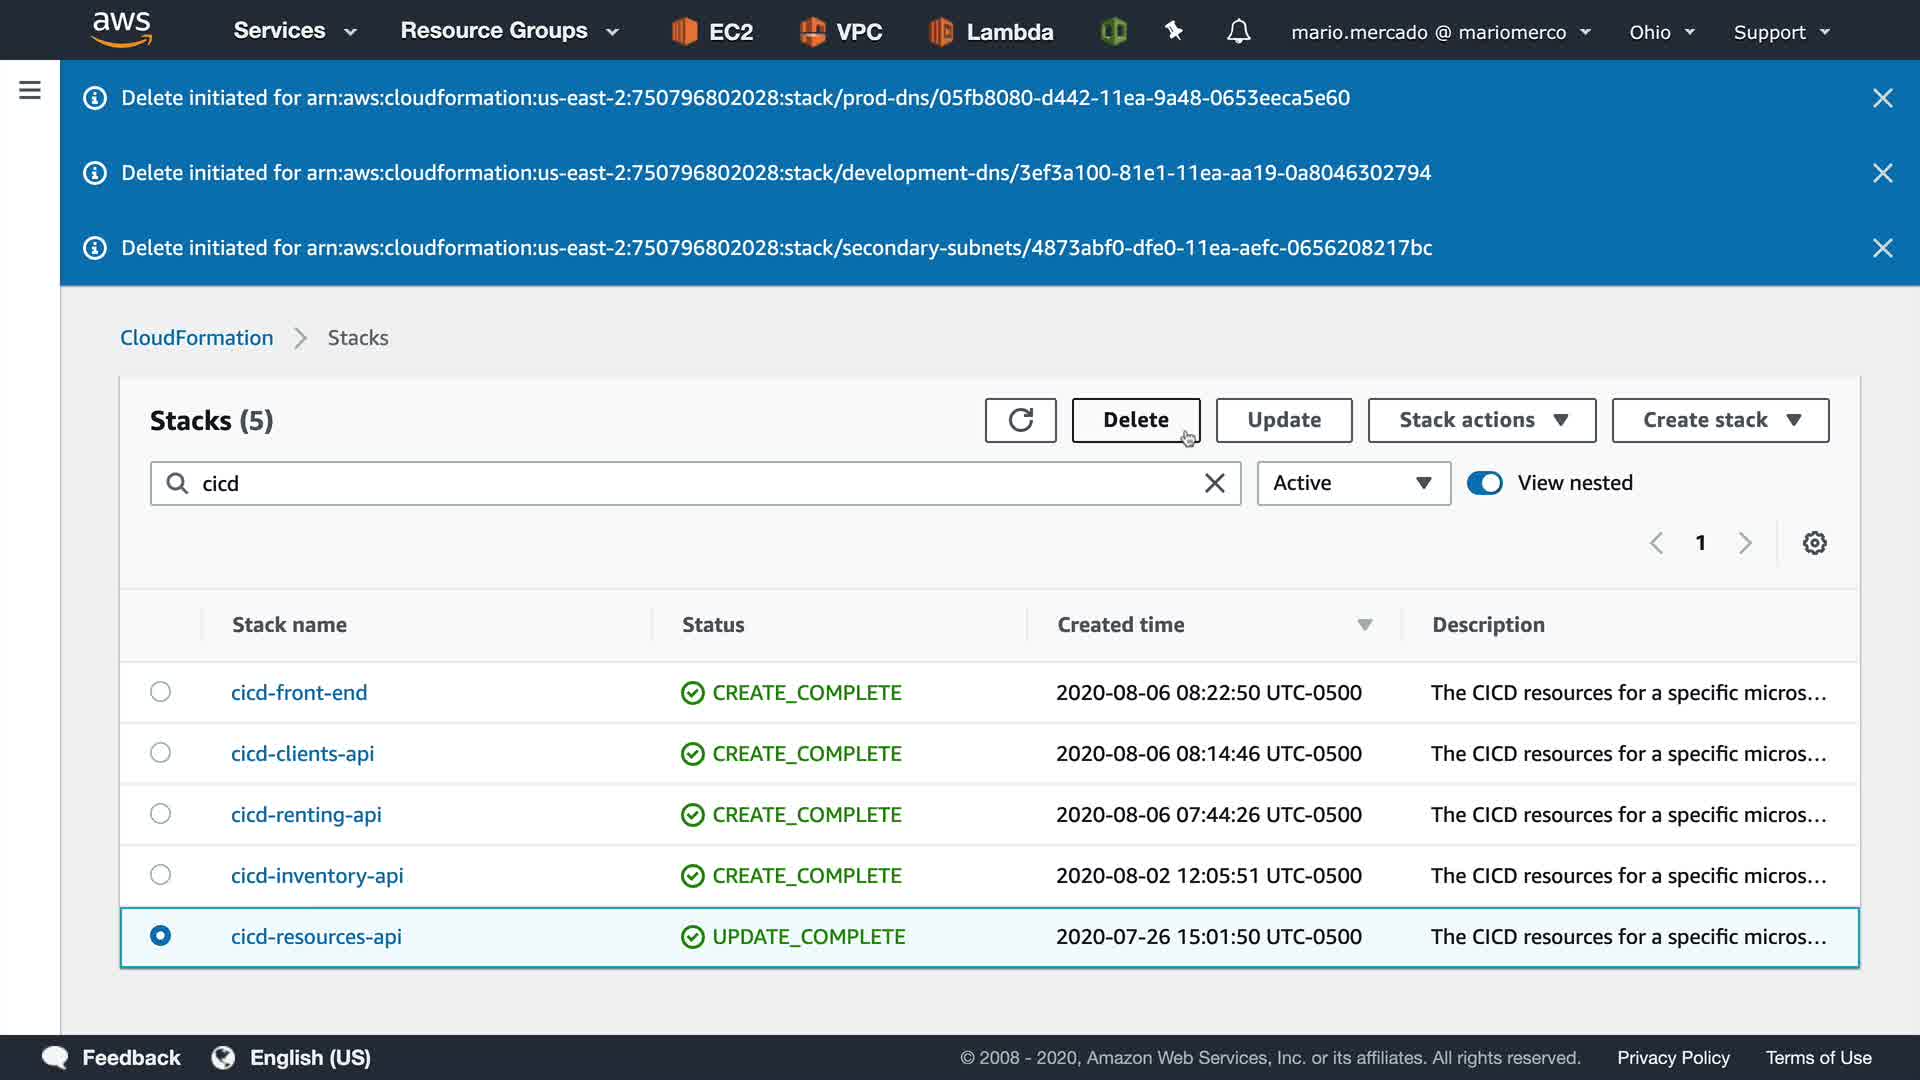 aws Services Resource Groups EC2 VPC Lambda mario.mercado @ mariomerco Ohio Support
Delete initiated for arn:aws:cloudformation:us-east-2:750796802028:stack/prod-dns/05fb8080-d442-11ea-9a48-0653eeca5e60
Delete initiated for arn:aws:cloudformation:us-east-2:750796802028:stack/development-dns/3ef3a100-81e1-11ea-aa19-0a8046302794
Delete initiated for arn:aws:cloudformation:us-east-2:750796802028:stack/secondary-subnets/4873abf0-dfe0-11ea-aefc-0656208217bc
CloudFormation Stacks
Stacks (5) Delete Update Stack actions Create stack
cicd Active View nested
1
Stack name Status Created time Description
cicd-front-end CREATE_COMPLETE 2020-08-06 08:22:50 UTC-0500 The CICD resources for a specific micros...
cicd-clients-api CREATE_COMPLETE 2020-08-06 08:14:46 UTC-0500 The CICD resources for a specific micros...
cicd-renting-api CREATE_COMPLETE 2020-08-06 07:44:26 UTC-0500 The CICD resources for a specific micros...
cicd-inventory-api CREATE_COMPLETE 2020-08-02 12:05:51 UTC-0500 The CICD resources for a specific micros...
cicd-resources-api UPDATE_COMPLETE 2020-07-26 15:01:50 UTC-0500 The CICD resources for a specific micros...
Feedback English (US) © 2008 - 2020, Amazon Web Services, Inc. or its affiliates. All rights reserved. Privacy Policy Terms of Use